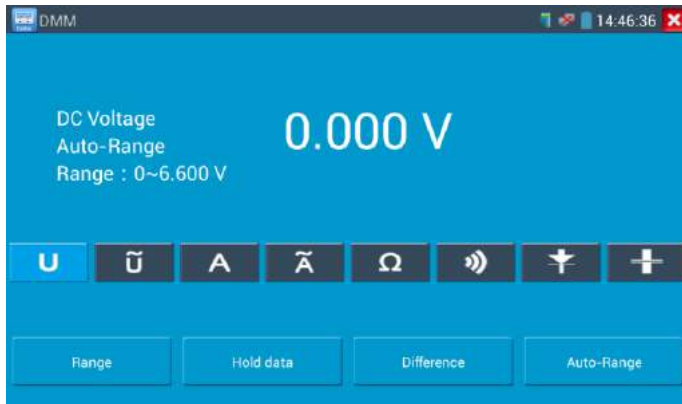 DMM
14:46:36
DC Voltage
Auto-Range
Range : 0~6.600 V
0.000 V
U Ũ A Ã Ω
Range Hold data Difference Auto-Range